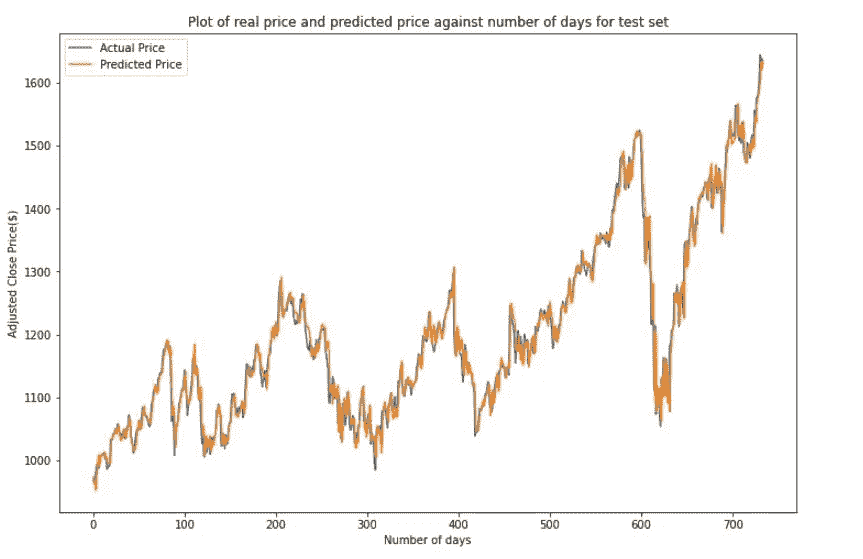 Plot of real price and predicted price against number of days for test set
Actual Price
Predicted Price
1600
1500
1400
1300
1200
1100
1000
Adjusted Close Price($)
0 100 200 300 400 500 600 700
Number of days